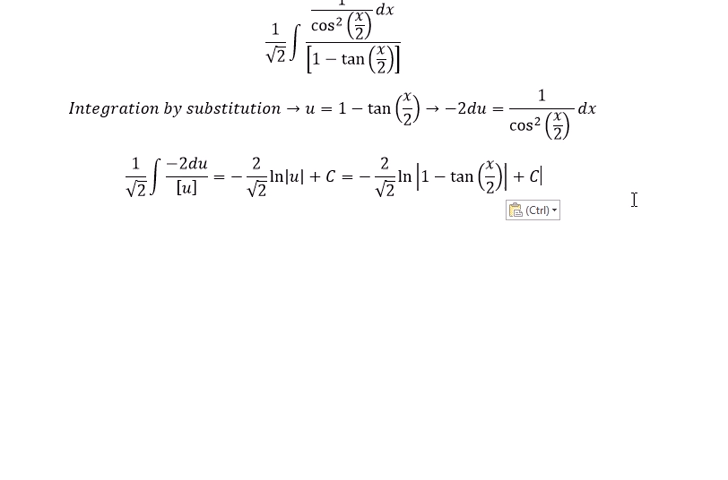 1/√2 ∫ (1/cos² (x/2) dx)/[1 − tan (x/2)]
Integration by substitution → u = 1 − tan (x/2) → −2du = 1/cos² (x/2) dx
1/√2 ∫ −2du/[u] = − 2/√2 ln|u| + C = − 2/√2 ln |1 − tan (x/2)| + C
(Ctrl)